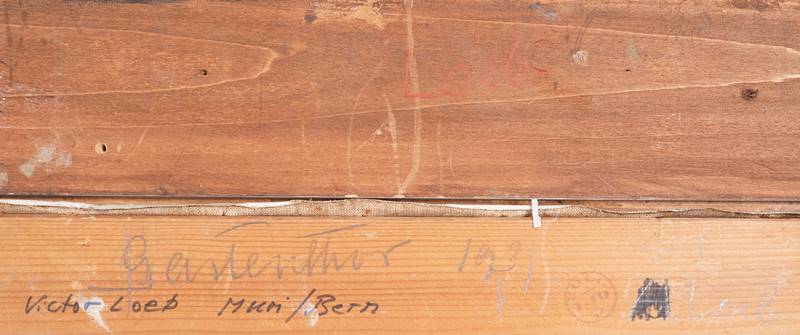 Loeb
Gartenthor 1931
Victor Loeb Muri/Bern